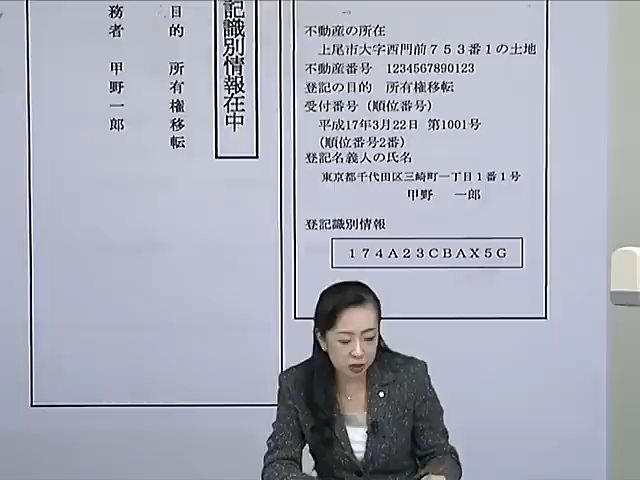 不動産の所在
上尾市大字西門前７５３番１の土地
不動産番号 1234567890123
登記の目的 所有権移転
受付番号（順位番号）
平成17年3月22日 第1001号
（順位番号2番）
登記名義人の氏名
東京都千代田区三崎町一丁目１番１号
甲野 一郎
登記識別情報
１７４Ａ２３ＣＢＡＸ５Ｇ
記識別情報在中
目的 所有権移転
務者 甲野一郎